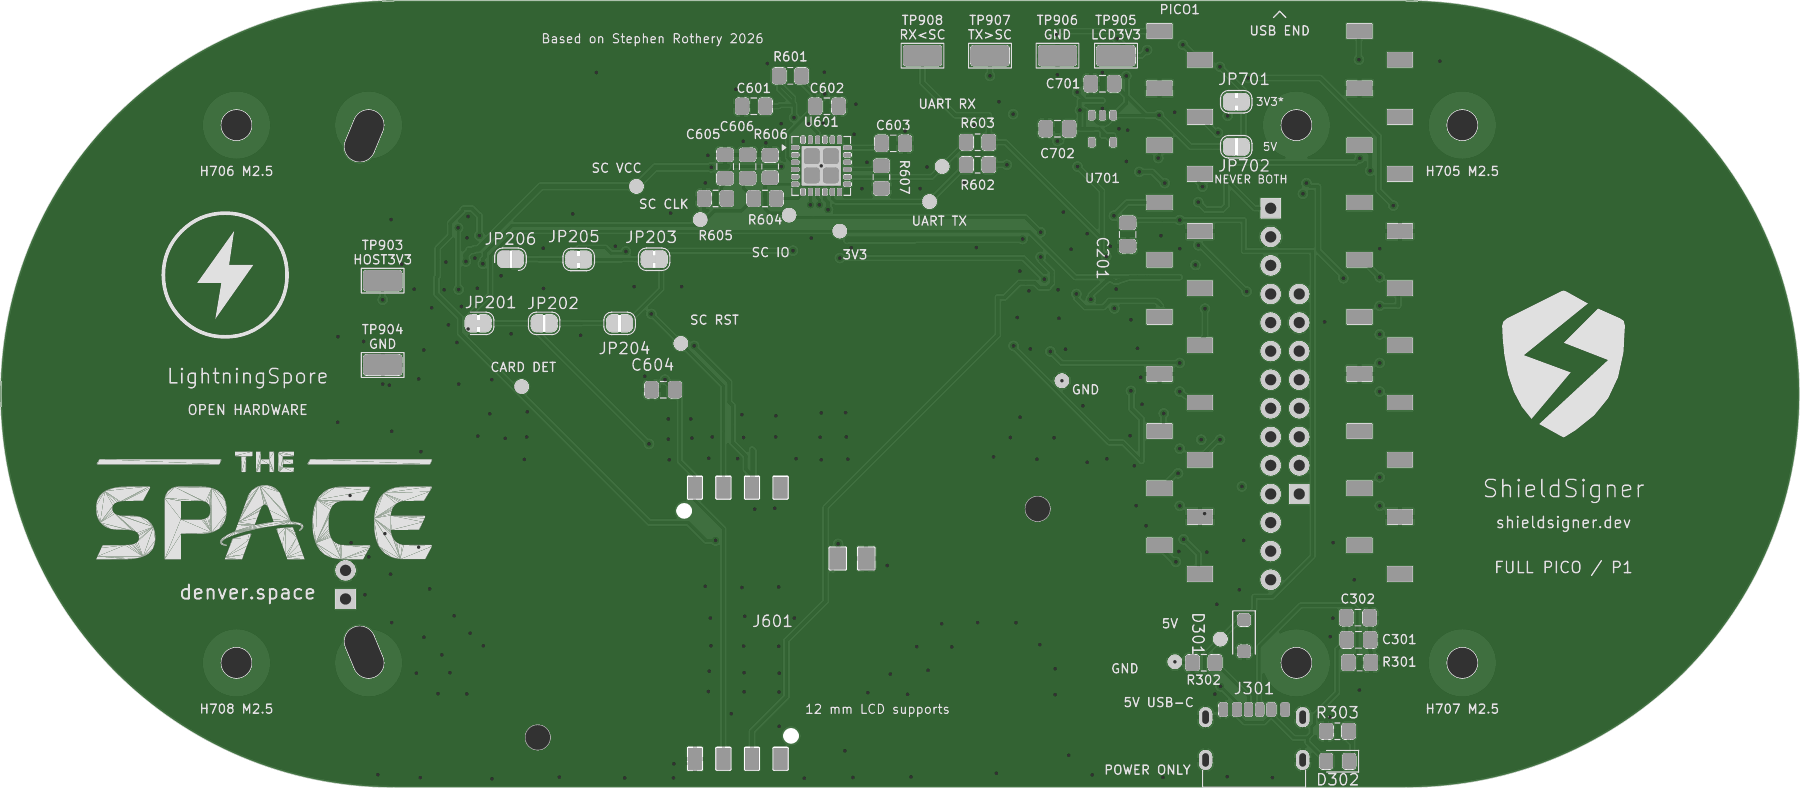 PICO1
TP908
RX<SC
TP907
TX>SC
TP906
GND
TP905
LCD3V3
USB END
Based on Stephen Rothery 2026
R601
C601
C602
U601
C701
JP701
3V3*
UART RX
C605
C606
R606
C603
R603
C702
5V
JP702
NEVER BOTH
H706 M2.5
H705 M2.5
SC VCC
R607
R602
U701
SC CLK
R604
UART TX
R605
SC IO
3V3
C201
JP206
JP205
JP203
TP903
HOST3V3
JP201
JP202
SC RST
TP904
GND
JP204
C604
CARD DET
LightningSpore
OPEN HARDWARE
GND
THE
SPACE
denver.space
ShieldSigner
shieldsigner.dev
FULL PICO / P1
J601
5V
D301
C302
C301
R301
GND
R302
J301
5V USB-C
H708 M2.5
12 mm LCD supports
R303
H707 M2.5
POWER ONLY
D302